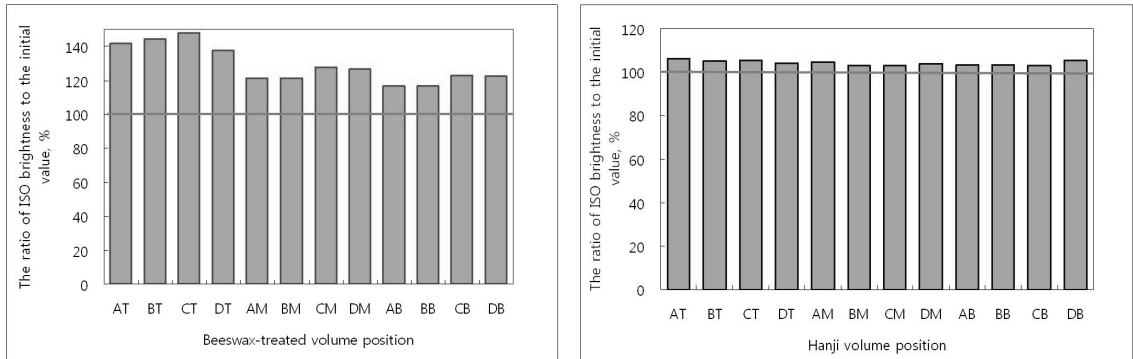 The ratio of ISO brightness to the initial
value, %
140
120
100
80
60
40
20
0
AT BT CT DT AM BM CM DM AB BB CB DB
Beeswax-treated volume position
The ratio of ISO brightness to the initial
value, %
120
100
80
60
40
20
0
AT BT CT DT AM BM CM DM AB BB CB DB
Hanji volume position